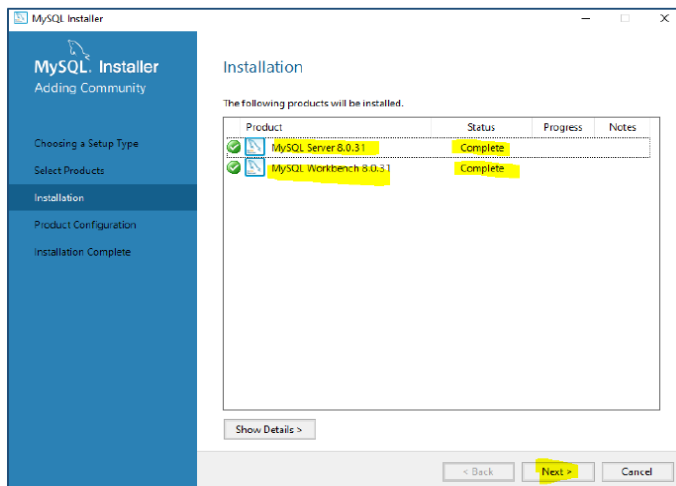 MySQL Installer
MySQL. Installer
Adding Community
Choosing a Setup Type
Select Products
Installation
Product Configuration
Installation Complete
Installation
The following products will be installed.
Product Status Progress Notes
MySQL Server 8.0.31 Complete
MySQL Workbench 8.0.31 Complete
Show Details >
< Back Next > Cancel